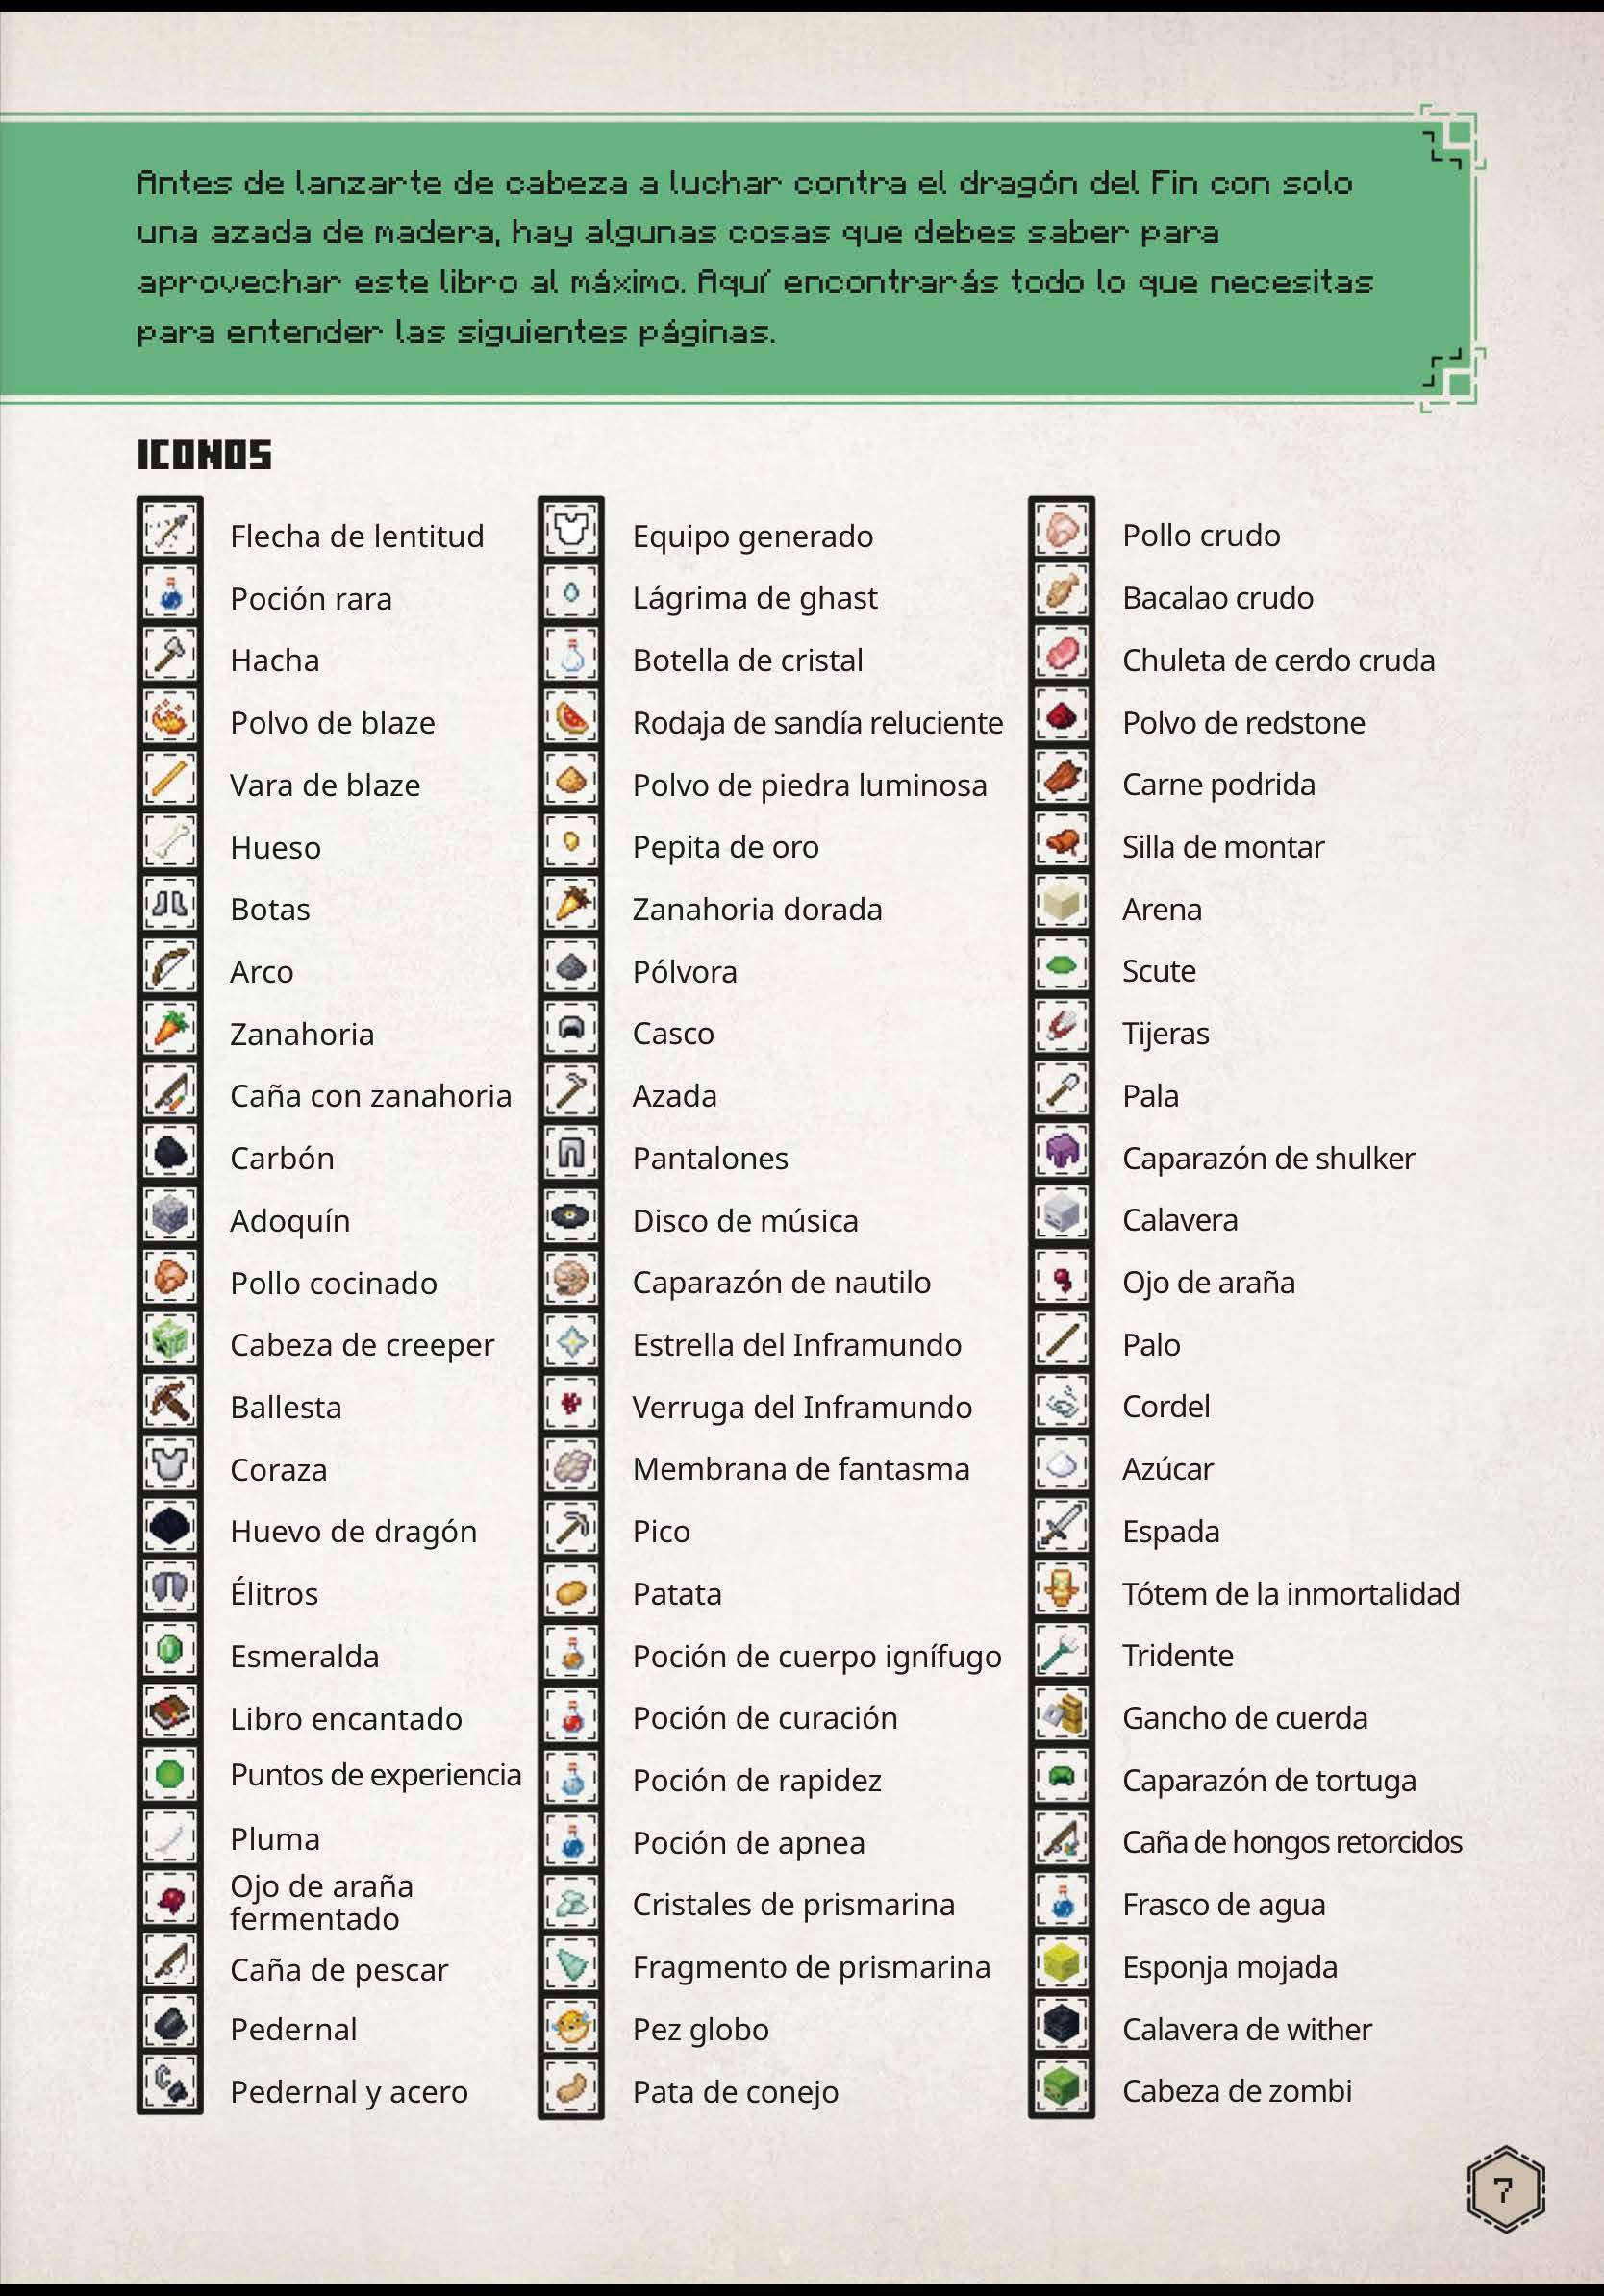 Antes de lanzarte de cabeza a luchar contra el dragón del Fin con solo
una azada de madera, hay algunas cosas que debes saber para
aprovechar este libro al máximo. Aquí encontrarás todo lo que necesitas
para entender las siguientes páginas.
ICONOS
Flecha de lentitud
Poción rara
Hacha
Polvo de blaze
Vara de blaze
Hueso
Botas
Arco
Zanahoria
Caña con zanahoria
Carbón
Adoquín
Pollo cocinado
Cabeza de creeper
Ballesta
Coraza
Huevo de dragón
Élitros
Esmeralda
Libro encantado
Puntos de experiencia
Pluma
Ojo de araña
fermentado
Caña de pescar
Pedernal
Pedernal y acero
Equipo generado
Lágrima de ghast
Botella de cristal
Rodaja de sandía reluciente
Polvo de piedra luminosa
Pepita de oro
Zanahoria dorada
Pólvora
Casco
Azada
Pantalones
Disco de música
Caparazón de nautilo
Estrella del Inframundo
Verruga del Inframundo
Membrana de fantasma
Pico
Patata
Poción de cuerpo ignífugo
Poción de curación
Poción de rapidez
Poción de apnea
Cristales de prismarina
Fragmento de prismarina
Pez globo
Pata de conejo
Pollo crudo
Bacalao crudo
Chuleta de cerdo cruda
Polvo de redstone
Carne podrida
Silla de montar
Arena
Scute
Tijeras
Pala
Caparazón de shulker
Calavera
Ojo de araña
Palo
Cordel
Azúcar
Espada
Tótem de la inmortalidad
Tridente
Gancho de cuerda
Caparazón de tortuga
Caña de hongos retorcidos
Frasco de agua
Esponja mojada
Calavera de wither
Cabeza de zombi
7